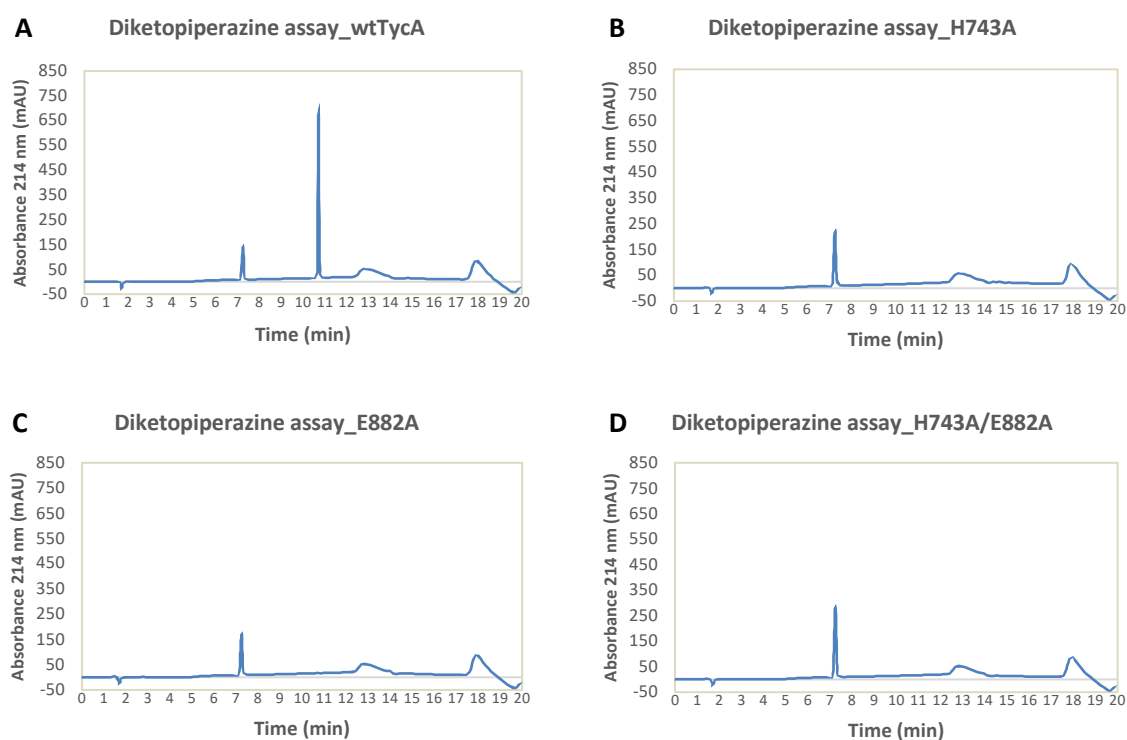 A
Diketopiperazine assay_wtTycA
Absorbance 214 nm (mAU)
850
750
650
550
450
350
250
150
50
-50
0 1 2 3 4 5 6 7 8 9 10 11 12 13 14 15 16 17 18 19 20
Time (min)
B
Diketopiperazine assay_H743A
Absorbance 214 nm (mAU)
850
750
650
550
450
350
250
150
50
-50
0 1 2 3 4 5 6 7 8 9 10 11 12 13 14 15 16 17 18 19 20
Time (min)
C
Diketopiperazine assay_E882A
Absorbance 214 nm (mAU)
850
750
650
550
450
350
250
150
50
-50
0 1 2 3 4 5 6 7 8 9 10 11 12 13 14 15 16 17 18 19 20
Time (min)
D
Diketopiperazine assay_H743A/E882A
Absorbance 214 nm (mAU)
850
750
650
550
450
350
250
150
50
-50
0 1 2 3 4 5 6 7 8 9 10 11 12 13 14 15 16 17 18 19 20
Time (min)